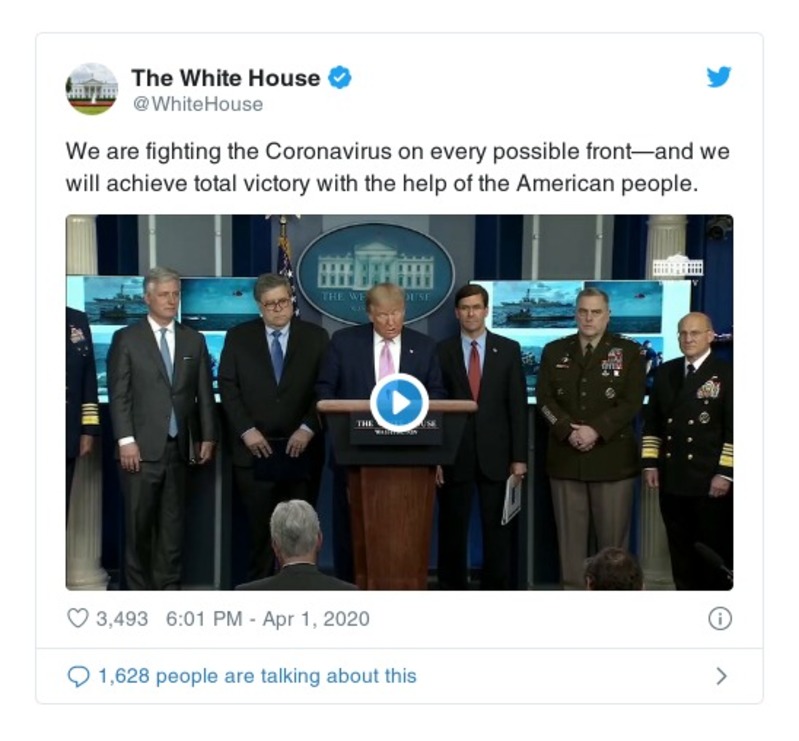 The White House
@WhiteHouse
We are fighting the Coronavirus on every possible front—and we
will achieve total victory with the help of the American people.
THE WHITE HOUSE
WASHINGTON
3,493 6:01 PM - Apr 1, 2020
1,628 people are talking about this